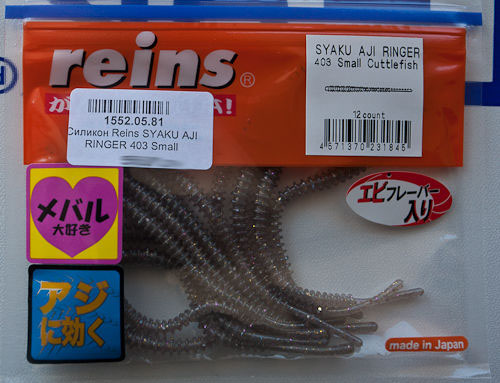 reins®
SYAKU AJI RINGER
403 Small Cuttlefish
12 count
4 571370 231845
1552.05.81
Силикон Reins SYAKU AJI
RINGER 403 Small
A!
メバル
大好き
エビフレーバー
入り
アジ
に効く
made in Japan